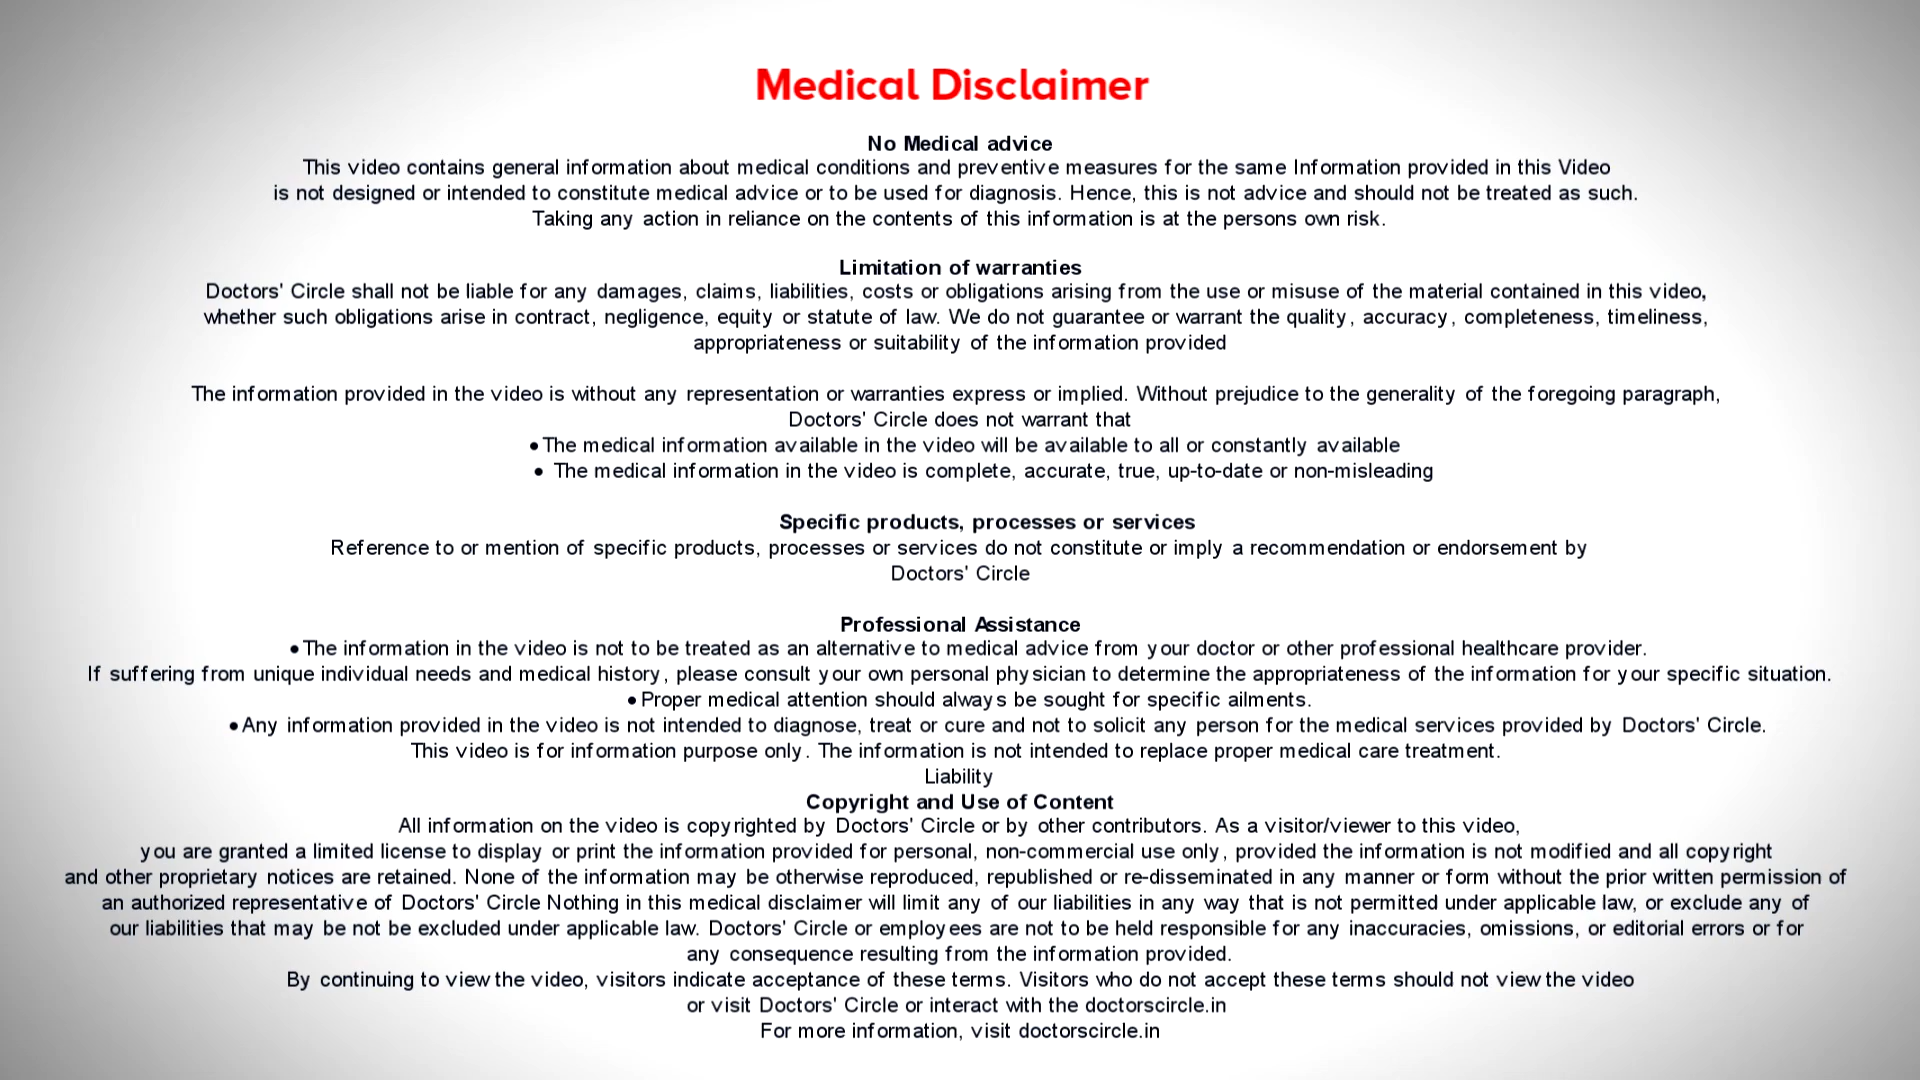 Medical Disclaimer
No Medical advice
This video contains general information about medical conditions and preventive measures for the same Information provided in this Video
is not designed or intended to constitute medical advice or to be used for diagnosis. Hence, this is not advice and should not be treated as such.
Taking any action in reliance on the contents of this information is at the persons own risk.
Limitation of warranties
Doctors' Circle shall not be liable for any damages, claims, liabilities, costs or obligations arising from the use or misuse of the material contained in this video,
whether such obligations arise in contract, negligence, equity or statute of law. We do not guarantee or warrant the quality, accuracy, completeness, timeliness,
appropriateness or suitability of the information provided
The information provided in the video is without any representation or warranties express or implied. Without prejudice to the generality of the foregoing paragraph,
Doctors' Circle does not warrant that
• The medical information available in the video will be available to all or constantly available
• The medical information in the video is complete, accurate, true, up-to-date or non-misleading
Specific products, processes or services
Reference to or mention of specific products, processes or services do not constitute or imply a recommendation or endorsement by
Doctors' Circle
Professional Assistance
• The information in the video is not to be treated as an alternative to medical advice from your doctor or other professional healthcare provider.
If suffering from unique individual needs and medical history, please consult your own personal physician to determine the appropriateness of the information for your specific situation.
• Proper medical attention should always be sought for specific ailments.
• Any information provided in the video is not intended to diagnose, treat or cure and not to solicit any person for the medical services provided by Doctors' Circle.
This video is for information purpose only. The information is not intended to replace proper medical care treatment.
Liability
Copyright and Use of Content
All information on the video is copyrighted by Doctors' Circle or by other contributors. As a visitor/viewer to this video,
you are granted a limited license to display or print the information provided for personal, non-commercial use only, provided the information is not modified and all copyright
and other proprietary notices are retained. None of the information may be otherwise reproduced, republished or re-disseminated in any manner or form without the prior written permission of
an authorized representative of Doctors' Circle Nothing in this medical disclaimer will limit any of our liabilities in any way that is not permitted under applicable law, or exclude any of
our liabilities that may be not be excluded under applicable law. Doctors' Circle or employees are not to be held responsible for any inaccuracies, omissions, or editorial errors or for
any consequence resulting from the information provided.
By continuing to view the video, visitors indicate acceptance of these terms. Visitors who do not accept these terms should not view the video
or visit Doctors' Circle or interact with the doctorscircle.in
For more information, visit doctorscircle.in